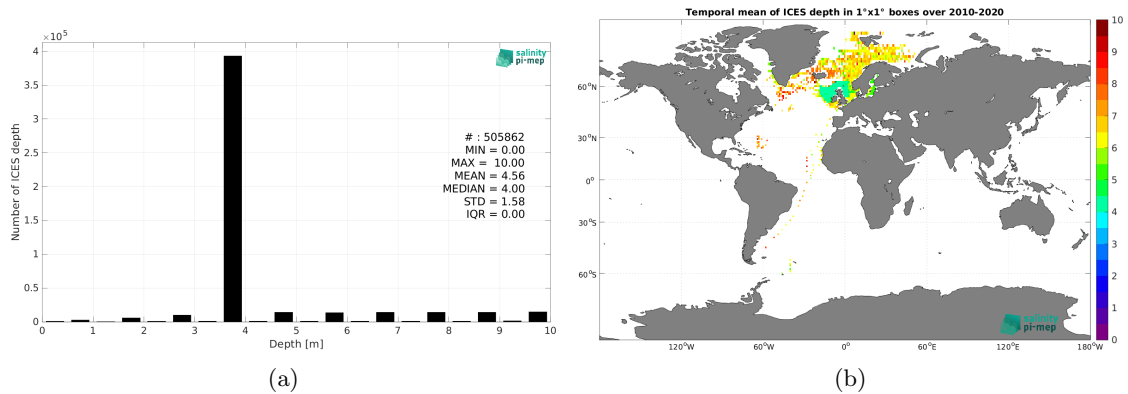 ×10⁵
4
3.5
3
2.5
2
1.5
1
0.5
0
0 1 2 3 4 5 6 7 8 9 10
Number of ICES depth
Depth [m]
salinity
pi-mep
# : 505862
MIN = 0.00
MAX = 10.00
MEAN = 4.56
MEDIAN = 4.00
STD = 1.58
IQR = 0.00
(a)
Temporal mean of ICES depth in 1°x1° boxes over 2010-2020
60°N
30°N
0°
30°S
60°S
120°W 60°W 0° 60°E 120°E 180°W
salinity
pi-mep
10
9
8
7
6
5
4
3
2
1
0
(b)